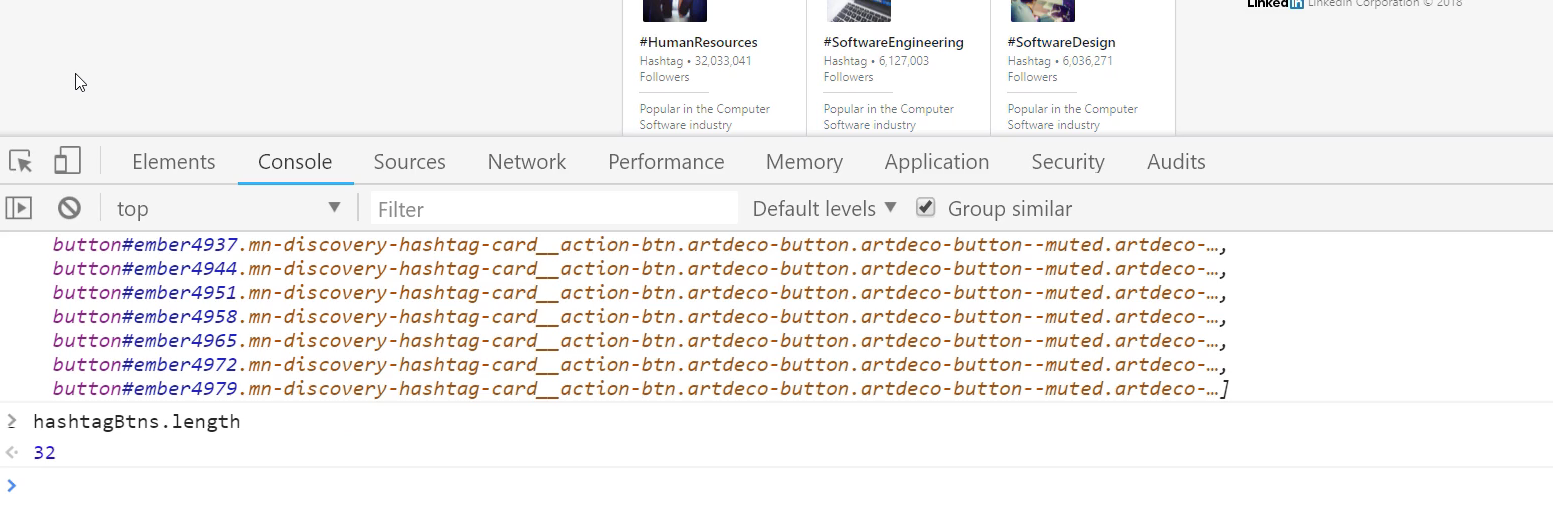 Linked in LinkedIn Corporation © 2018
#HumanResources
Hashtag • 32,033,041
Followers
Popular in the Computer
Software industry
#SoftwareEngineering
Hashtag • 6,127,003
Followers
Popular in the Computer
Software industry
#SoftwareDesign
Hashtag • 6,036,271
Followers
Popular in the Computer
Software industry
Elements Console Sources Network Performance Memory Application Security Audits
top Filter Default levels Group similar
button#ember4937.mn-discovery-hashtag-card__action-btn.artdeco-button.artdeco-button--muted.artdeco-…,
button#ember4944.mn-discovery-hashtag-card__action-btn.artdeco-button.artdeco-button--muted.artdeco-…,
button#ember4951.mn-discovery-hashtag-card__action-btn.artdeco-button.artdeco-button--muted.artdeco-…,
button#ember4958.mn-discovery-hashtag-card__action-btn.artdeco-button.artdeco-button--muted.artdeco-…,
button#ember4965.mn-discovery-hashtag-card__action-btn.artdeco-button.artdeco-button--muted.artdeco-…,
button#ember4972.mn-discovery-hashtag-card__action-btn.artdeco-button.artdeco-button--muted.artdeco-…,
button#ember4979.mn-discovery-hashtag-card__action-btn.artdeco-button.artdeco-button--muted.artdeco-…]
hashtagBtns.length
32